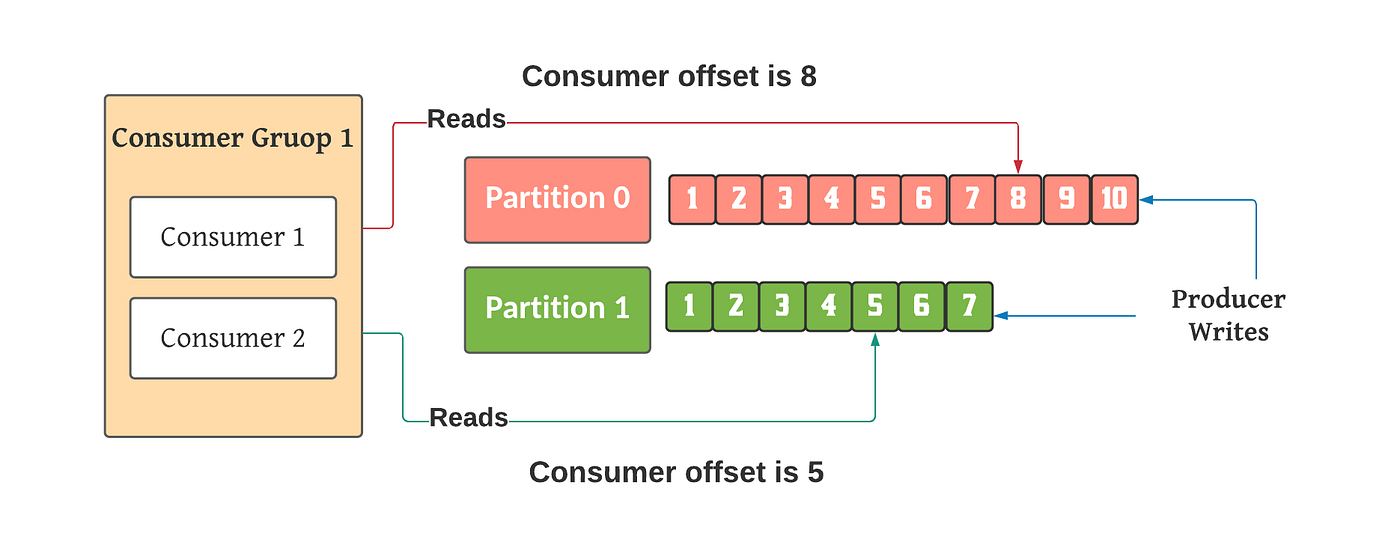 Consumer offset is 8
Consumer Gruop 1
Reads
Consumer 1
Consumer 2
Partition 0
1 2 3 4 5 6 7 8 9 10
Partition 1
1 2 3 4 5 6 7
Producer
Writes
Reads
Consumer offset is 5